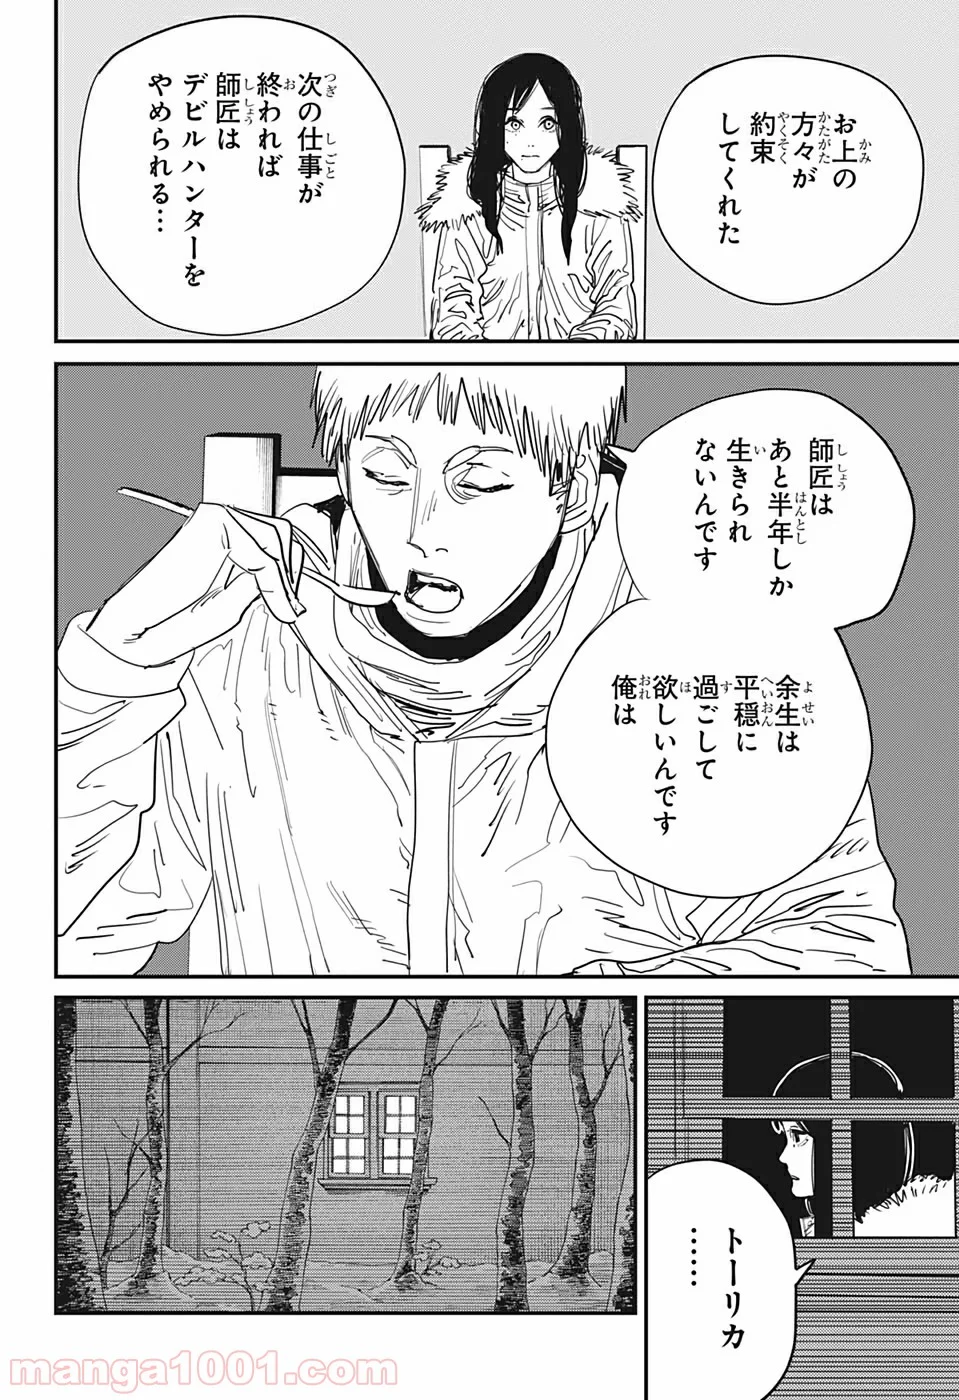 お上の
方々が
約束
してくれた
次の仕事が
終われば
師匠は
デビルハンターを
やめられる…
師匠は
あと半年しか
生きられ
ないんです
余生は
平穏に
過ごして
欲しいんです
俺は
トーリカ
……
manga1001.com